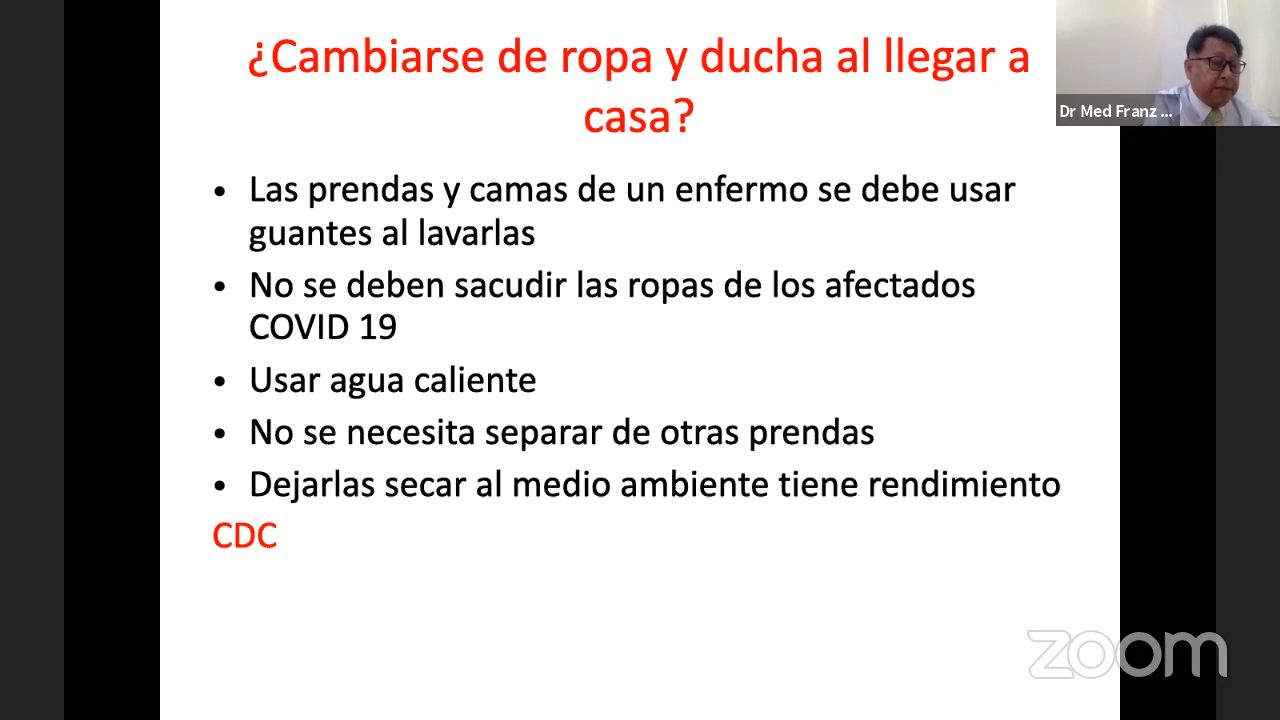 ¿Cambiarse de ropa y ducha al llegar a
casa?
Dr Med Franz ...
• Las prendas y camas de un enfermo se debe usar
guantes al lavarlas
• No se deben sacudir las ropas de los afectados
COVID 19
• Usar agua caliente
• No se necesita separar de otras prendas
• Dejarlas secar al medio ambiente tiene rendimiento
CDC
zoom